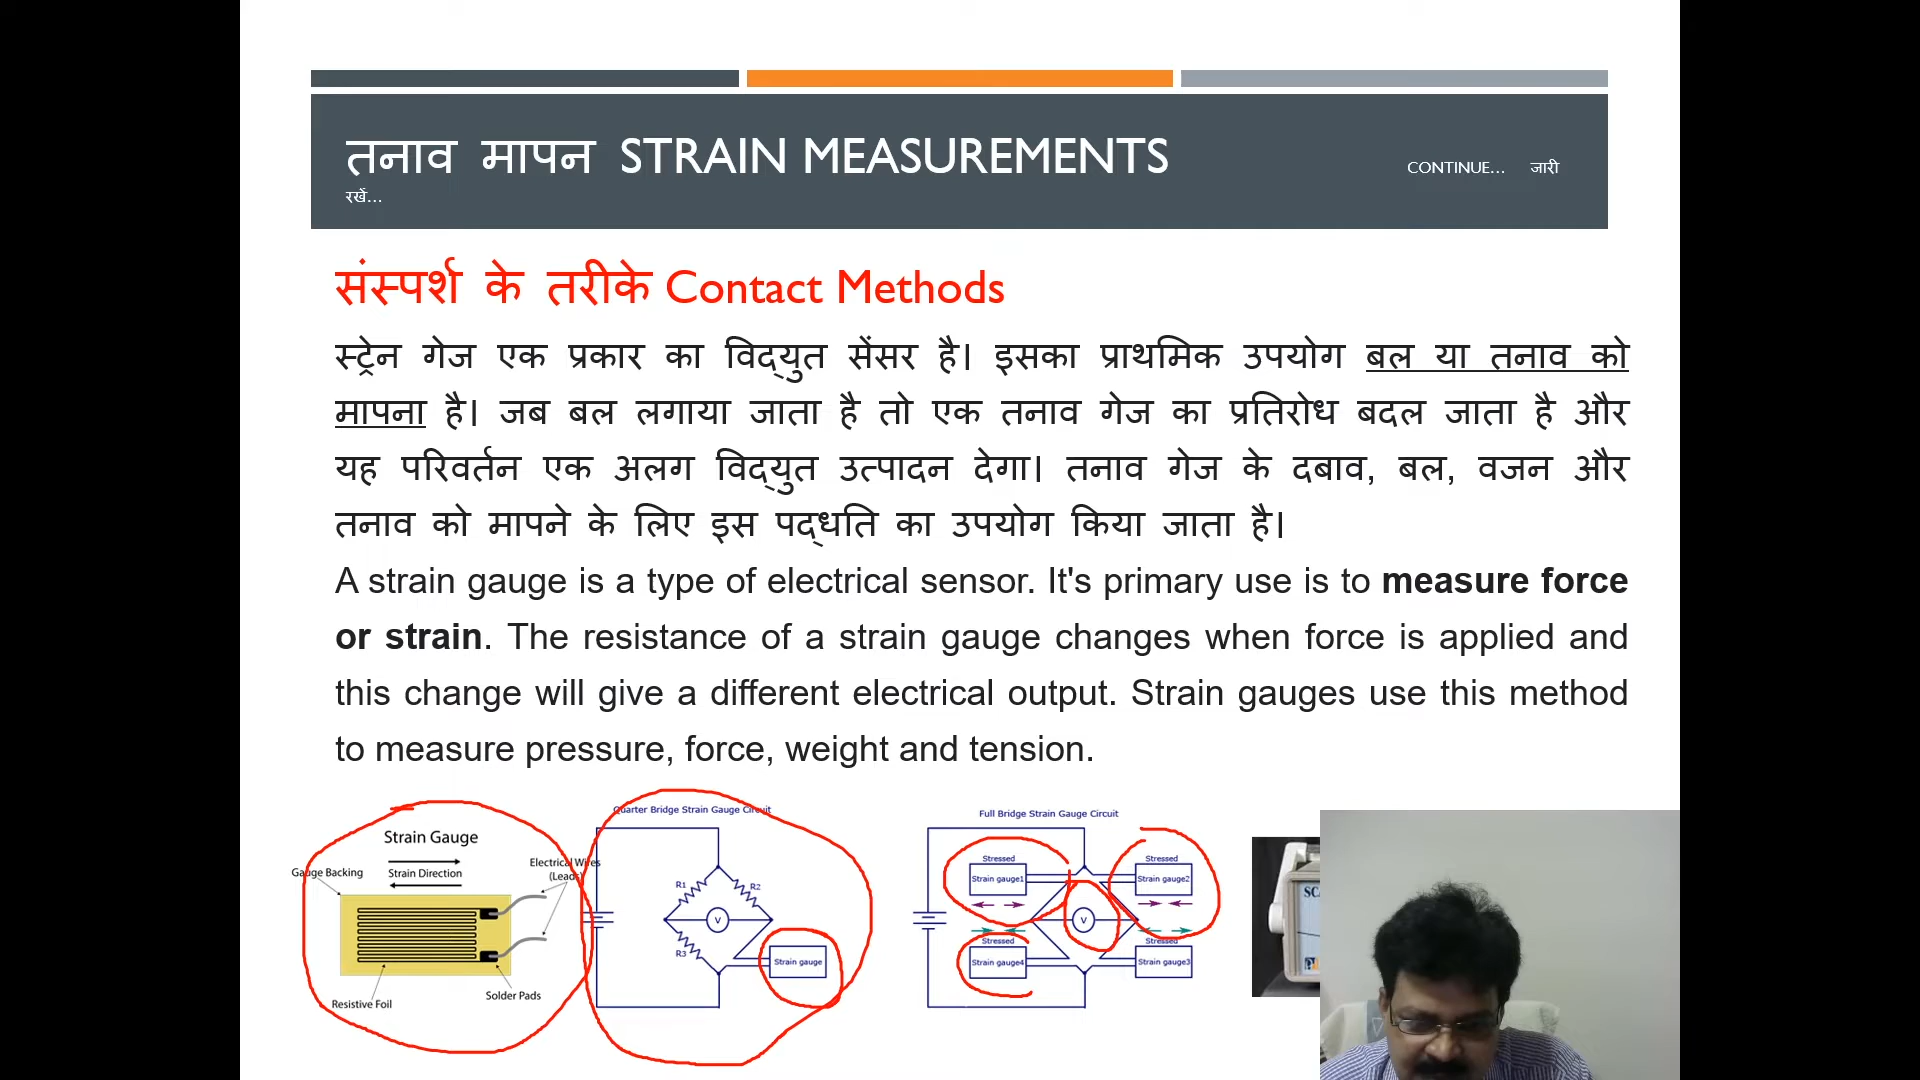 तनाव मापन STRAIN MEASUREMENTS CONTINUE... जारी
रखें...
संस्पर्श के तरीके Contact Methods
स्ट्रेन गेज एक प्रकार का विद्युत सेंसर है। इसका प्राथमिक उपयोग बल या तनाव को
मापना है। जब बल लगाया जाता है तो एक तनाव गेज का प्रतिरोध बदल जाता है और
यह परिवर्तन एक अलग विद्युत उत्पादन देगा। तनाव गेज के दबाव, बल, वजन और
तनाव को मापने के लिए इस पद्धति का उपयोग किया जाता है।
A strain gauge is a type of electrical sensor. It's primary use is to measure force
or strain. The resistance of a strain gauge changes when force is applied and
this change will give a different electrical output. Strain gauges use this method
to measure pressure, force, weight and tension.
Strain Gauge
Gauge Backing
Strain Direction
Electrical Wires
(Leads)
Resistive Foil
Solder Pads
Quarter Bridge Strain Gauge Circuit
R1
R2
V
R3
Strain gauge
Full Bridge Strain Gauge Circuit
Stressed
Strain gauge1
Stressed
Strain gauge2
V
Stressed
Strain gauge4
Stressed
Strain gauge3